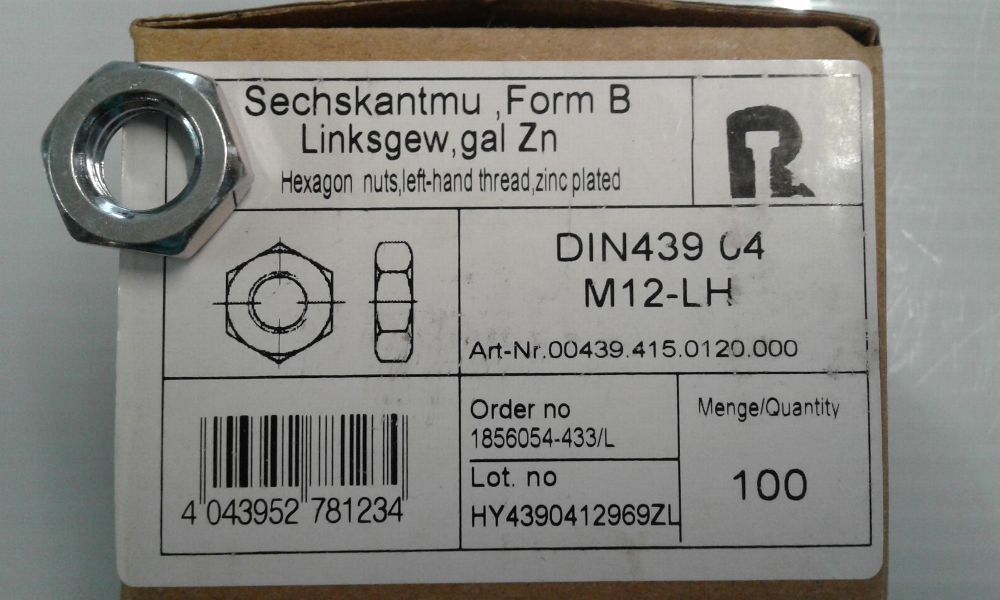 Sechskantmu ,Form B
Linksgew,gal Zn
Hexagon nuts,left-hand thread,zinc plated
DIN439 04
M12-LH
Art-Nr.00439.415.0120.000
Order no
1856054-433/L
Lot. no
HY4390412969ZL
Menge/Quantity
100
4 043952 781234